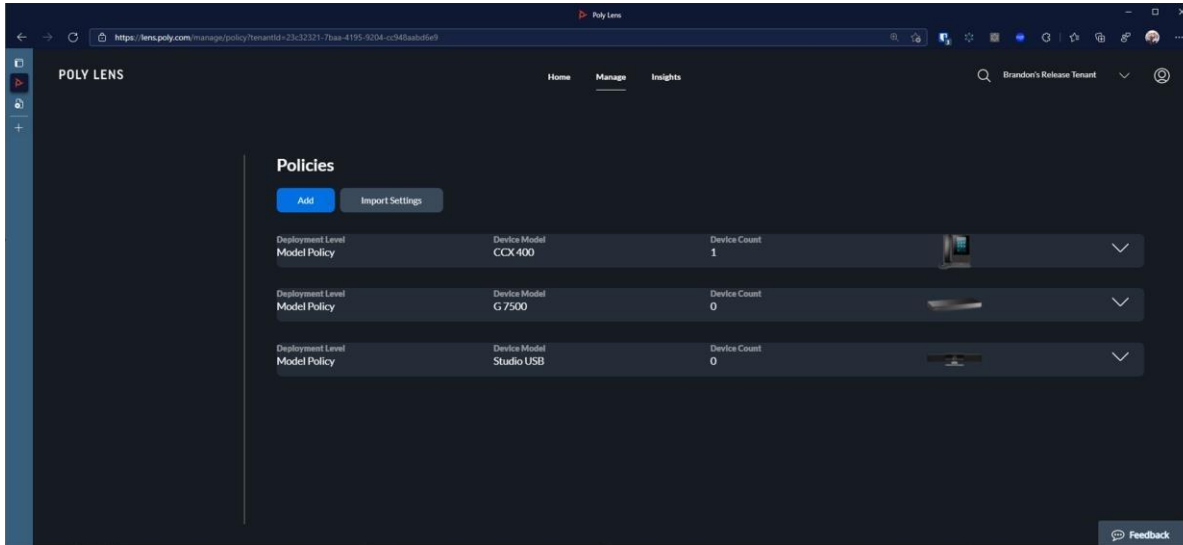 Poly Lens
https://lens.poly.com/manage/policy?tenantId=23c32321-7baa-4195-9204-cc948aabd6e9
POLY LENS
Home Manage Insights
Brandon's Release Tenant
Policies
Add Import Settings
Deployment Level Device Model Device Count
Model Policy CCX 400 1
Deployment Level Device Model Device Count
Model Policy G 7500 0
Deployment Level Device Model Device Count
Model Policy Studio USB 0
Feedback